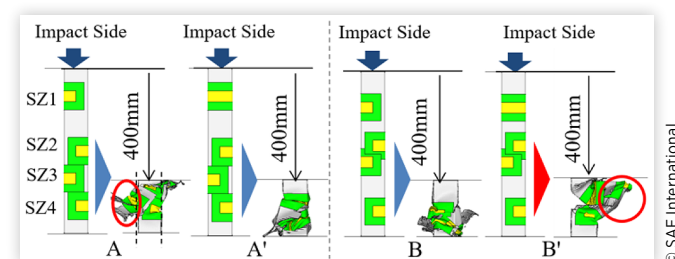 Impact Side Impact Side Impact Side Impact Side
SZ1
SZ2
SZ3
SZ4
400mm
400mm
400mm
400mm
A A' B B'
© SAE International